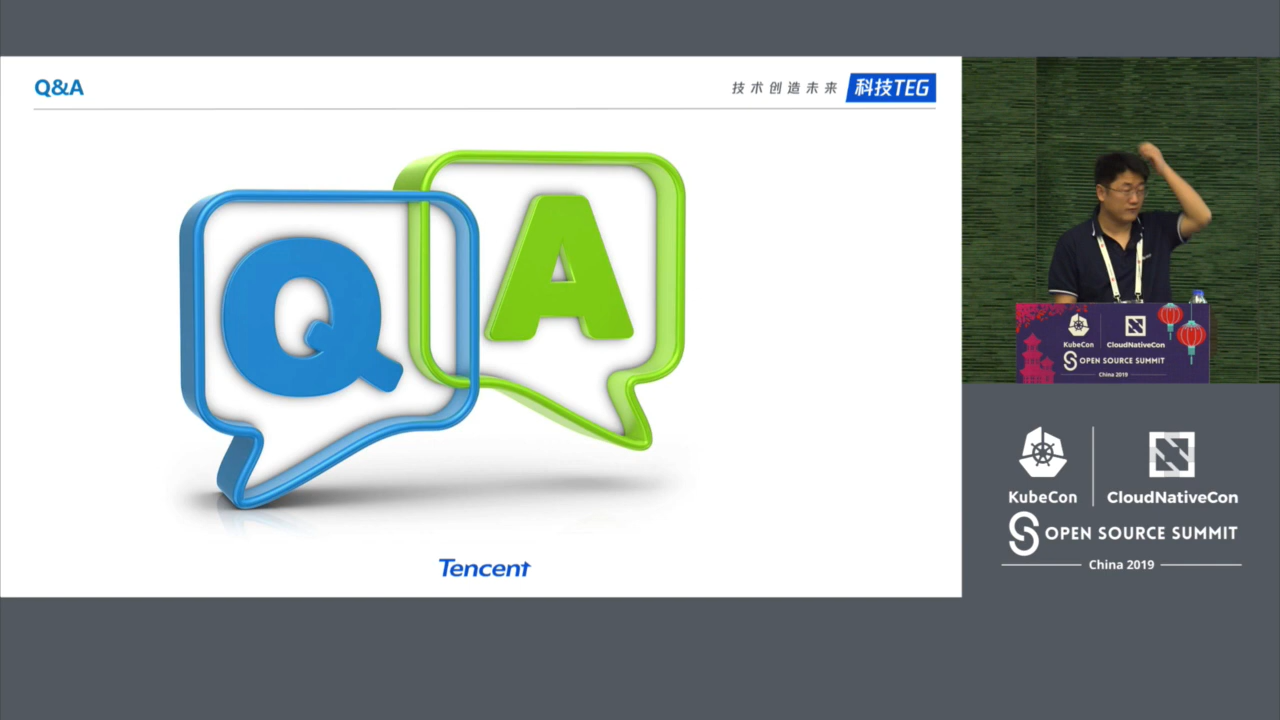 Q&A
技术创造未来 科技TEG
Q
A
Tencent
KubeCon
CloudNativeCon
OPEN SOURCE SUMMIT
China 2019
KubeCon
CloudNativeCon
OPEN SOURCE SUMMIT
China 2019